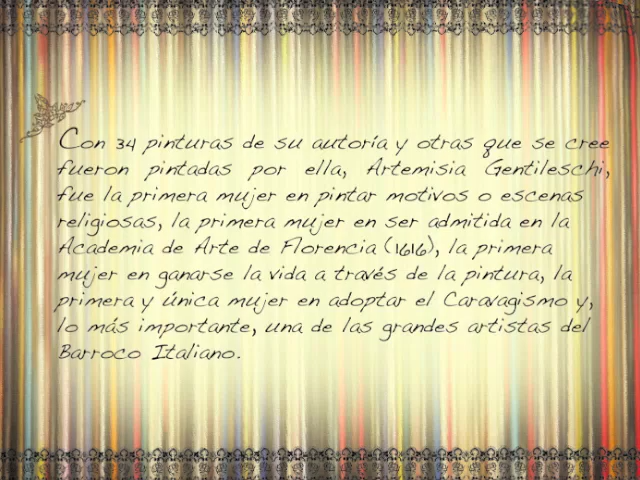 Con 34 pinturas de su autoría y otras que se cree
fueron pintadas por ella, Artemisia Gentileschi,
fue la primera mujer en pintar motivos o escenas
religiosas, la primera mujer en ser admitida en la
Academia de Arte de Florencia (1616), la primera
mujer en ganarse la vida a través de la pintura, la
primera y única mujer en adoptar el Caravagismo y,
lo más importante, una de las grandes artistas del
Barroco Italiano.